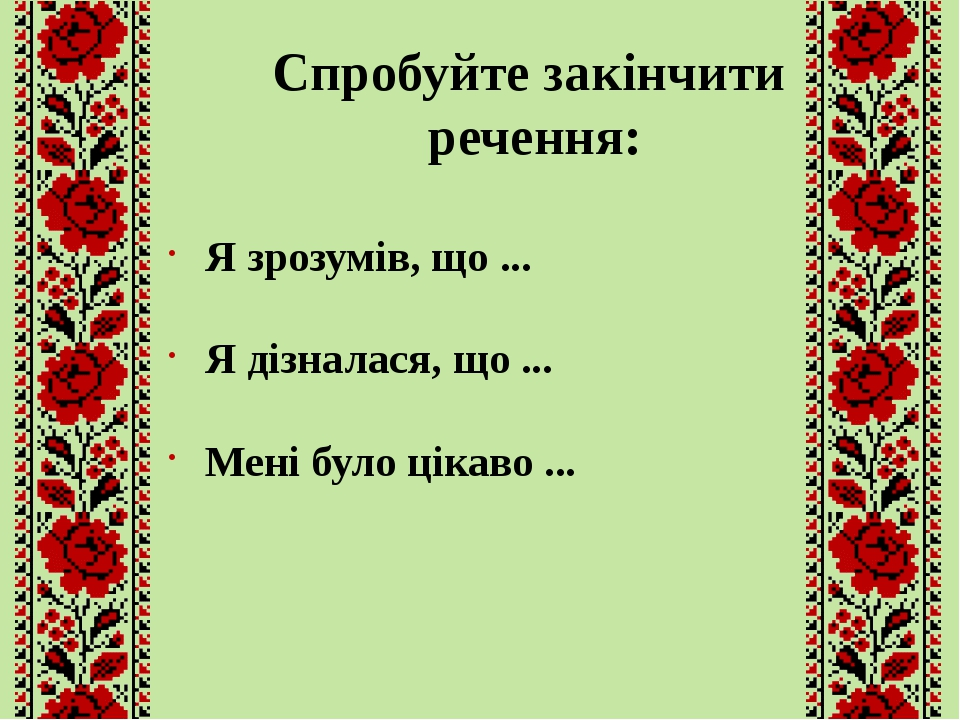 Спробуйте закінчити
речення:
· Я зрозумів, що ...
· Я дізналася, що ...
· Мені було цікаво ...